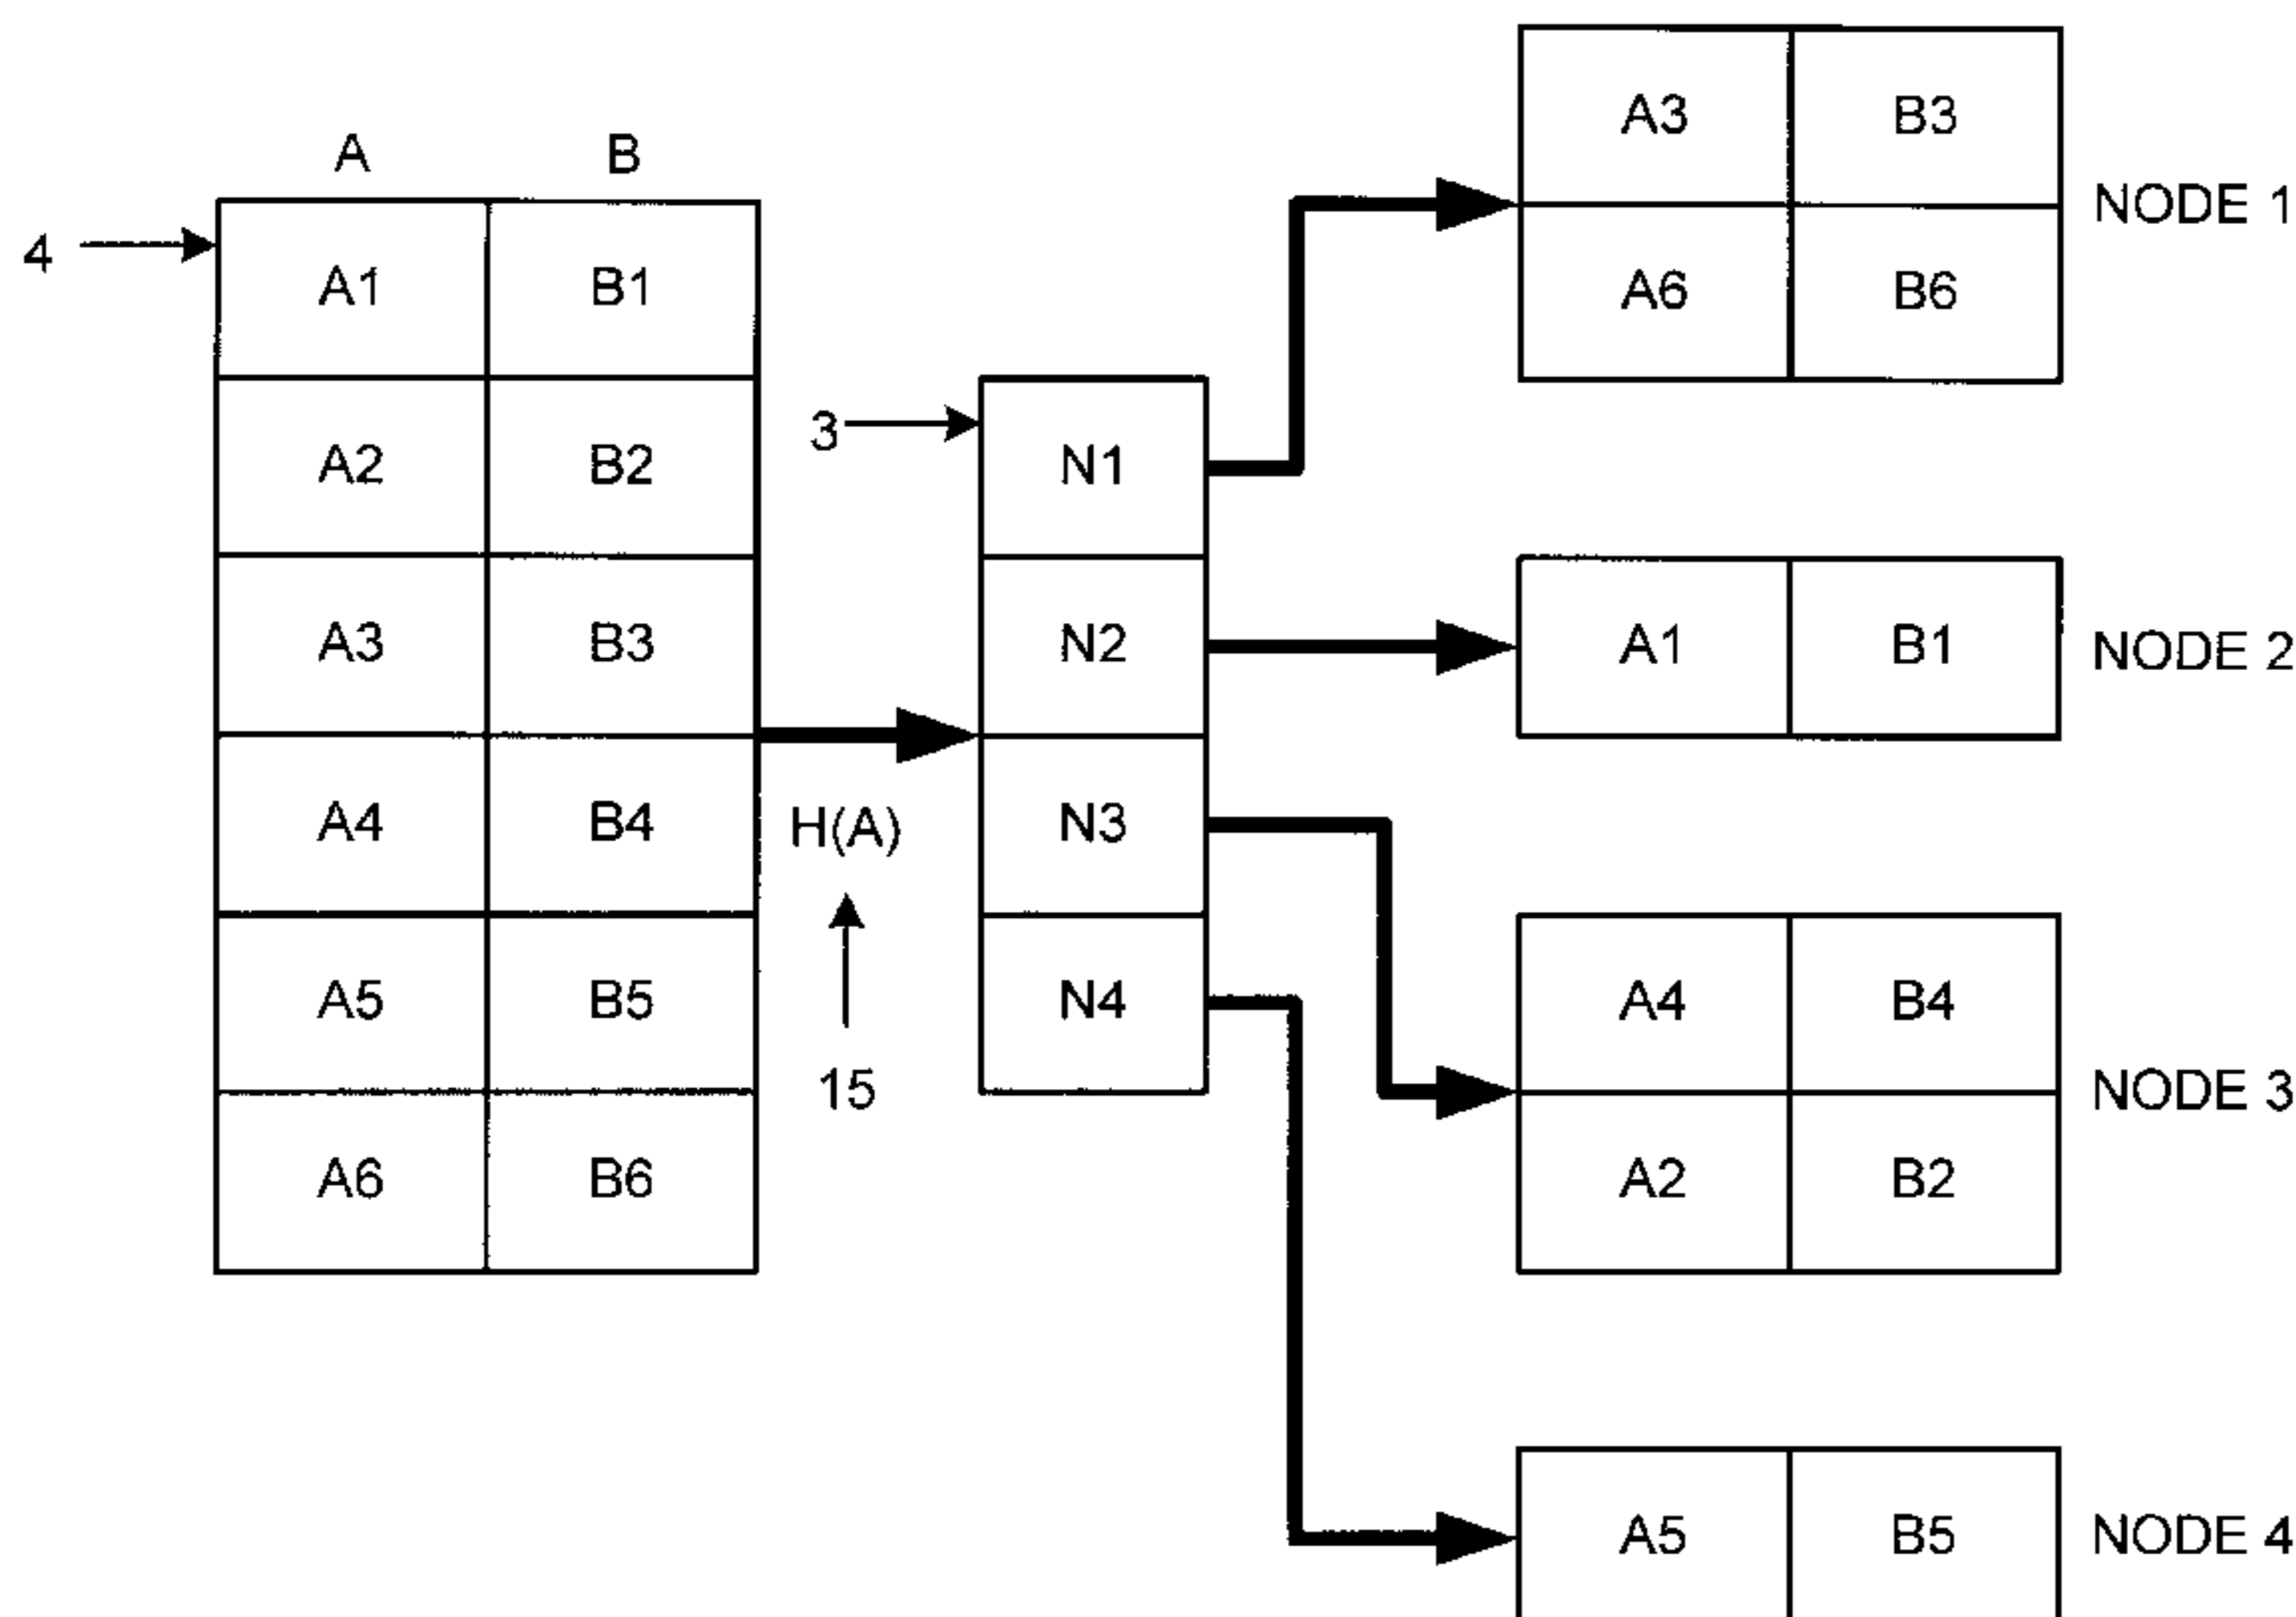 A B
4
A1 B1
A2 B2
A3 B3
A4 B4
A5 B5
A6 B6
H(A)
15
3
N1
N2
N3
N4
A3 B3
A6 B6
NODE 1
A1 B1
NODE 2
A4 B4
A2 B2
NODE 3
A5 B5
NODE 4